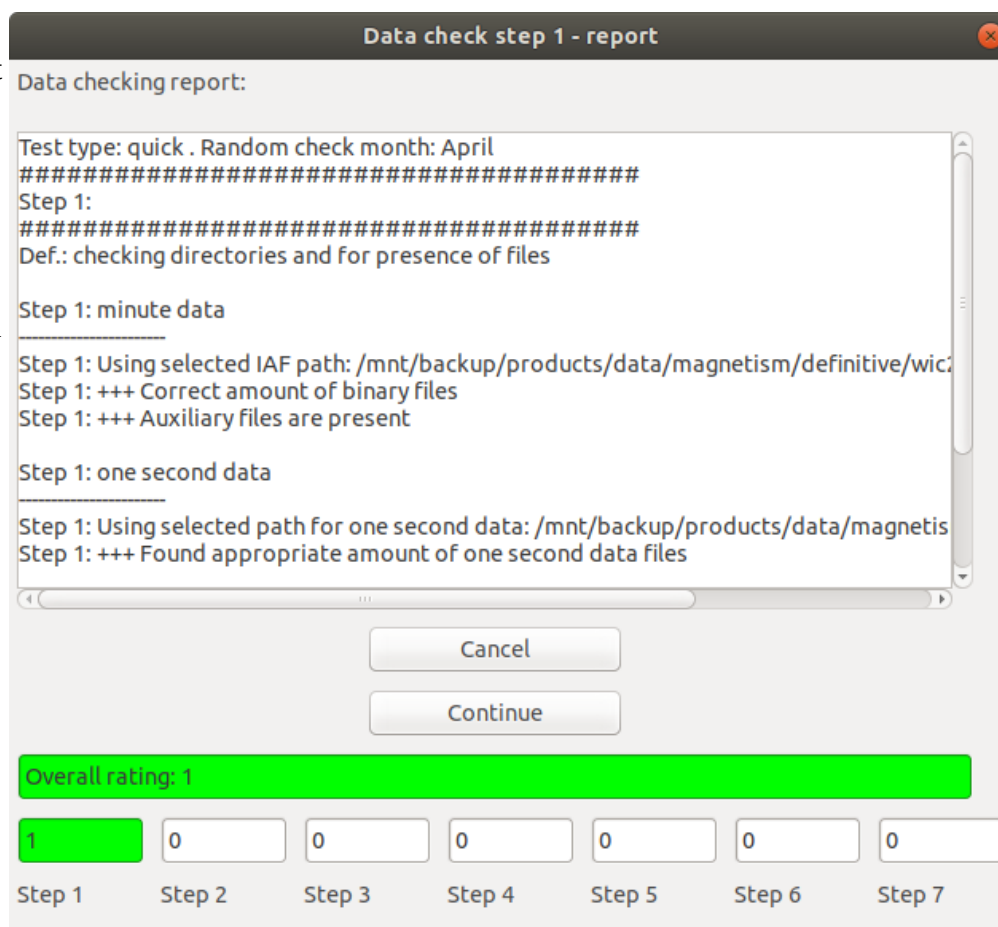 Data check step 1 - report
Data checking report:
Test type: quick . Random check month: April
########################################
Step 1:
########################################
Def.: checking directories and for presence of files
Step 1: minute data
-----------------------
Step 1: Using selected IAF path: /mnt/backup/products/data/magnetism/definitive/wic2
Step 1: +++ Correct amount of binary files
Step 1: +++ Auxiliary files are present
Step 1: one second data
-----------------------
Step 1: Using selected path for one second data: /mnt/backup/products/data/magnetis
Step 1: +++ Found appropriate amount of one second data files
Cancel
Continue
Overall rating: 1
1 0 0 0 0 0 0
Step 1 Step 2 Step 3 Step 4 Step 5 Step 6 Step 7